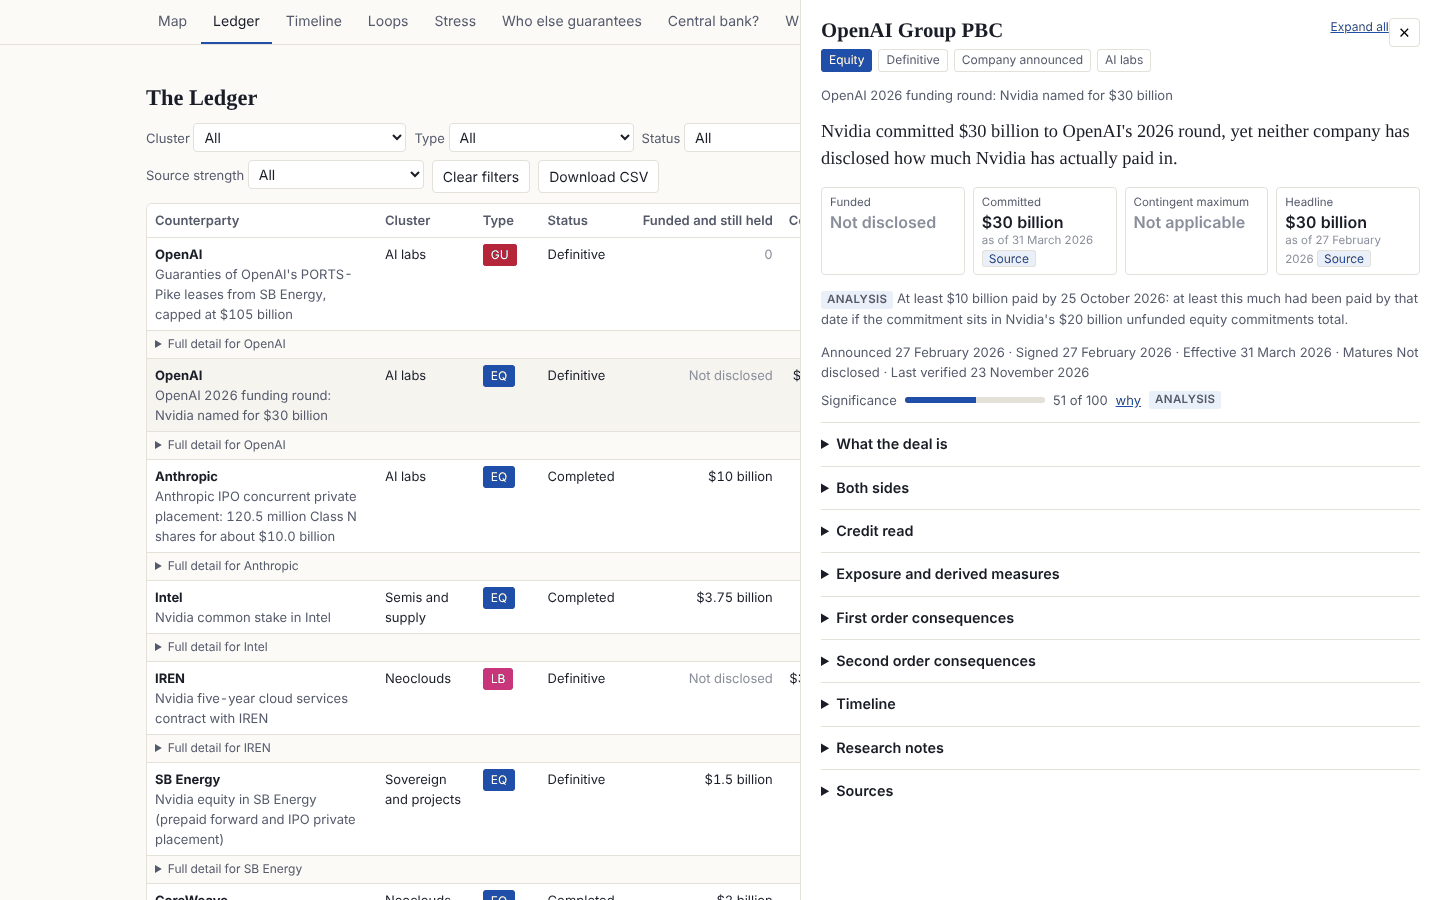 Map Ledger Timeline Loops Stress Who else guarantees Central bank? W
The Ledger
Cluster All Type All Status All
Source strength All Clear filters Download CSV
Counterparty Cluster Type Status Funded and still held
OpenAI AI labs GU Definitive 0
Guaranties of OpenAI's PORTS-
Pike leases from SB Energy,
capped at $105 billion
Full detail for OpenAI
OpenAI AI labs EQ Definitive Not disclosed $
OpenAI 2026 funding round:
Nvidia named for $30 billion
Full detail for OpenAI
Anthropic AI labs EQ Completed $10 billion
Anthropic IPO concurrent private
placement: 120.5 million Class N
shares for about $10.0 billion
Full detail for Anthropic
Intel Semis and supply EQ Completed $3.75 billion
Nvidia common stake in Intel
Full detail for Intel
IREN Neoclouds LB Definitive Not disclosed
Nvidia five-year cloud services
contract with IREN
Full detail for IREN
SB Energy Sovereign and projects EQ Definitive $1.5 billion
Nvidia equity in SB Energy
(prepaid forward and IPO private
placement)
Full detail for SB Energy
OpenAI Group PBC
Expand all ✕
Equity Definitive Company announced AI labs
OpenAI 2026 funding round: Nvidia named for $30 billion
Nvidia committed $30 billion to OpenAI's 2026 round, yet neither company has
disclosed how much Nvidia has actually paid in.
Funded
Not disclosed
Committed
$30 billion
as of 31 March 2026
Source
Contingent maximum
Not applicable
Headline
$30 billion
as of 27 February
2026 Source
ANALYSIS At least $10 billion paid by 25 October 2026: at least this much had been paid by that
date if the commitment sits in Nvidia's $20 billion unfunded equity commitments total.
Announced 27 February 2026 · Signed 27 February 2026 · Effective 31 March 2026 · Matures Not
disclosed · Last verified 23 November 2026
Significance 51 of 100 why ANALYSIS
What the deal is
Both sides
Credit read
Exposure and derived measures
First order consequences
Second order consequences
Timeline
Research notes
Sources